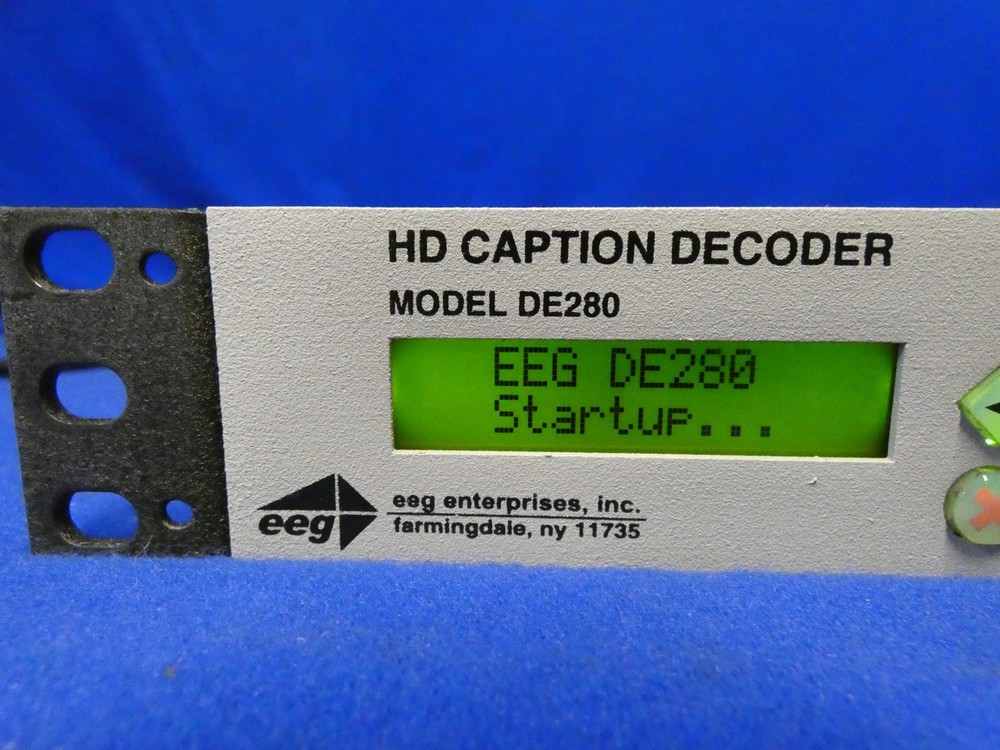 HD CAPTION DECODER
MODEL DE280
EEG DE280
Startup...
eeg
eeg enterprises, inc.
farmingdale, ny 11735